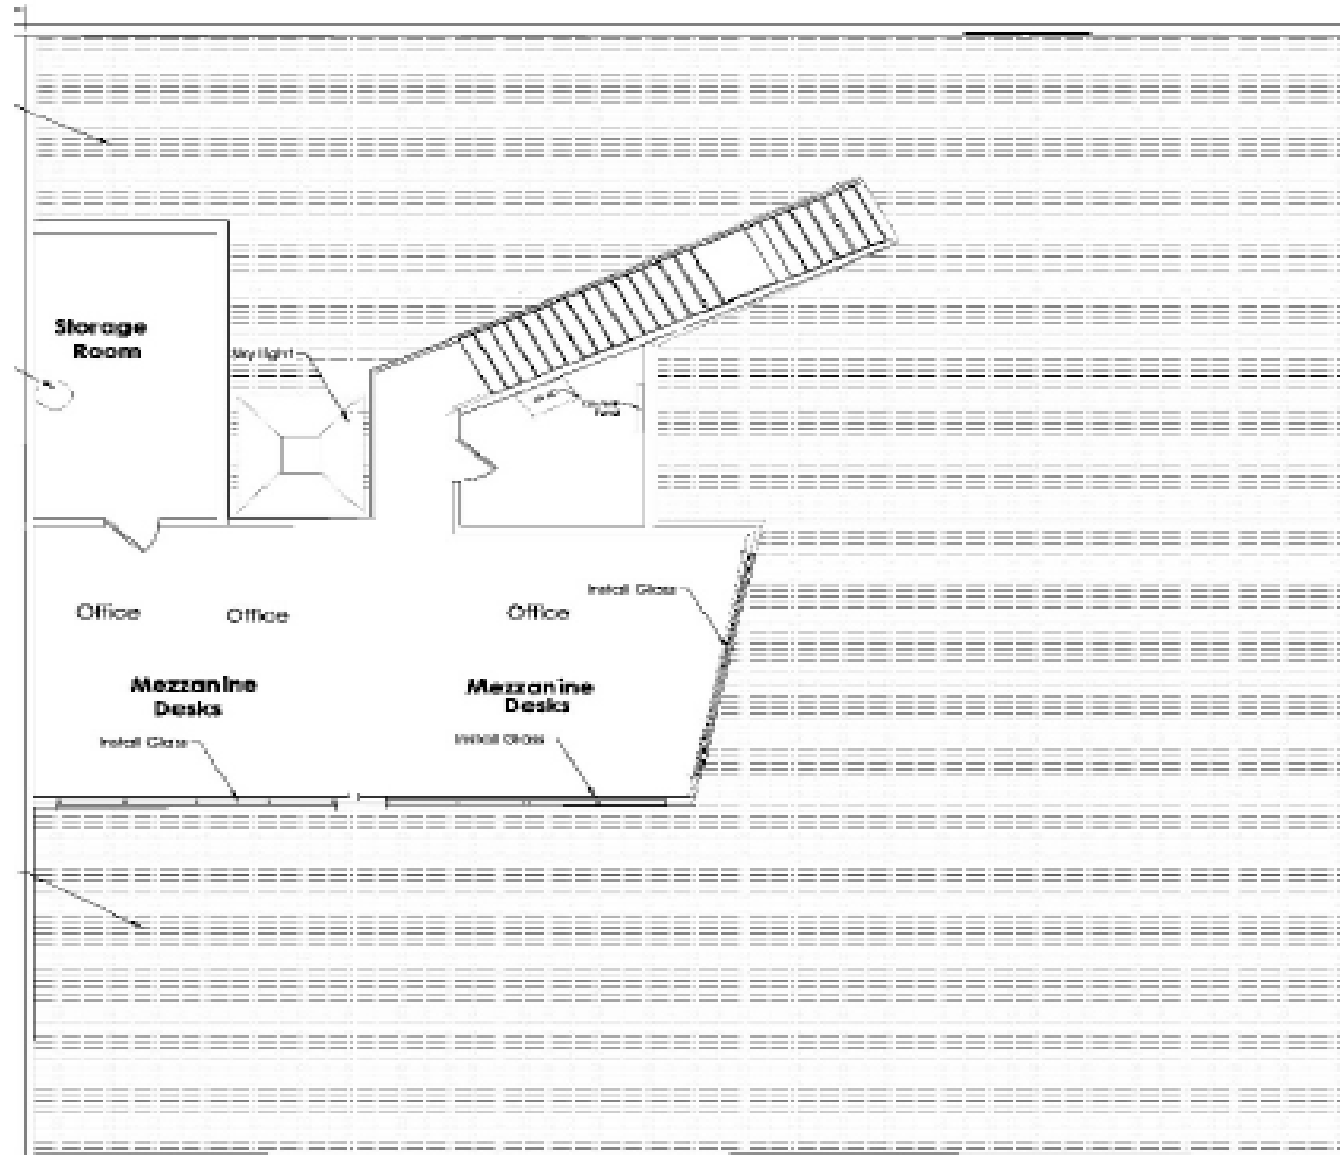 Storage
Room
Sky light
Install Glass
Office
Office
Office
Mezzanine
Desks
Mezzanine
Desks
Install Glass
Install Glass